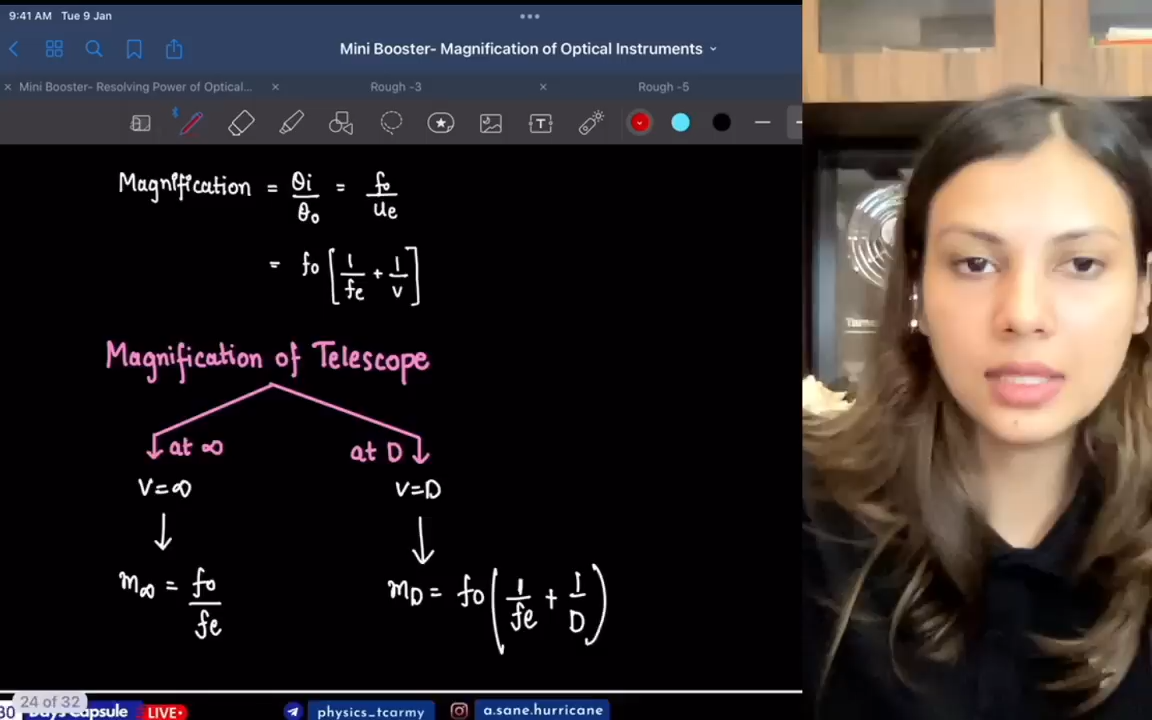 9:41 AM Tue 9 Jan
Mini Booster- Magnification of Optical Instruments
Mini Booster- Resolving Power of Optical...
Rough -3
Rough -5
Magnification = θi/θo = fo/ue
= fo [1/fe + 1/v]
Magnification of Telescope
at ∞
at D
v=∞
v=D
m∞ = fo/fe
mD = fo(1/fe + 1/D)
24 of 32
30 Days Capsule LIVE
physics_tcarmy
a.sane.hurricane